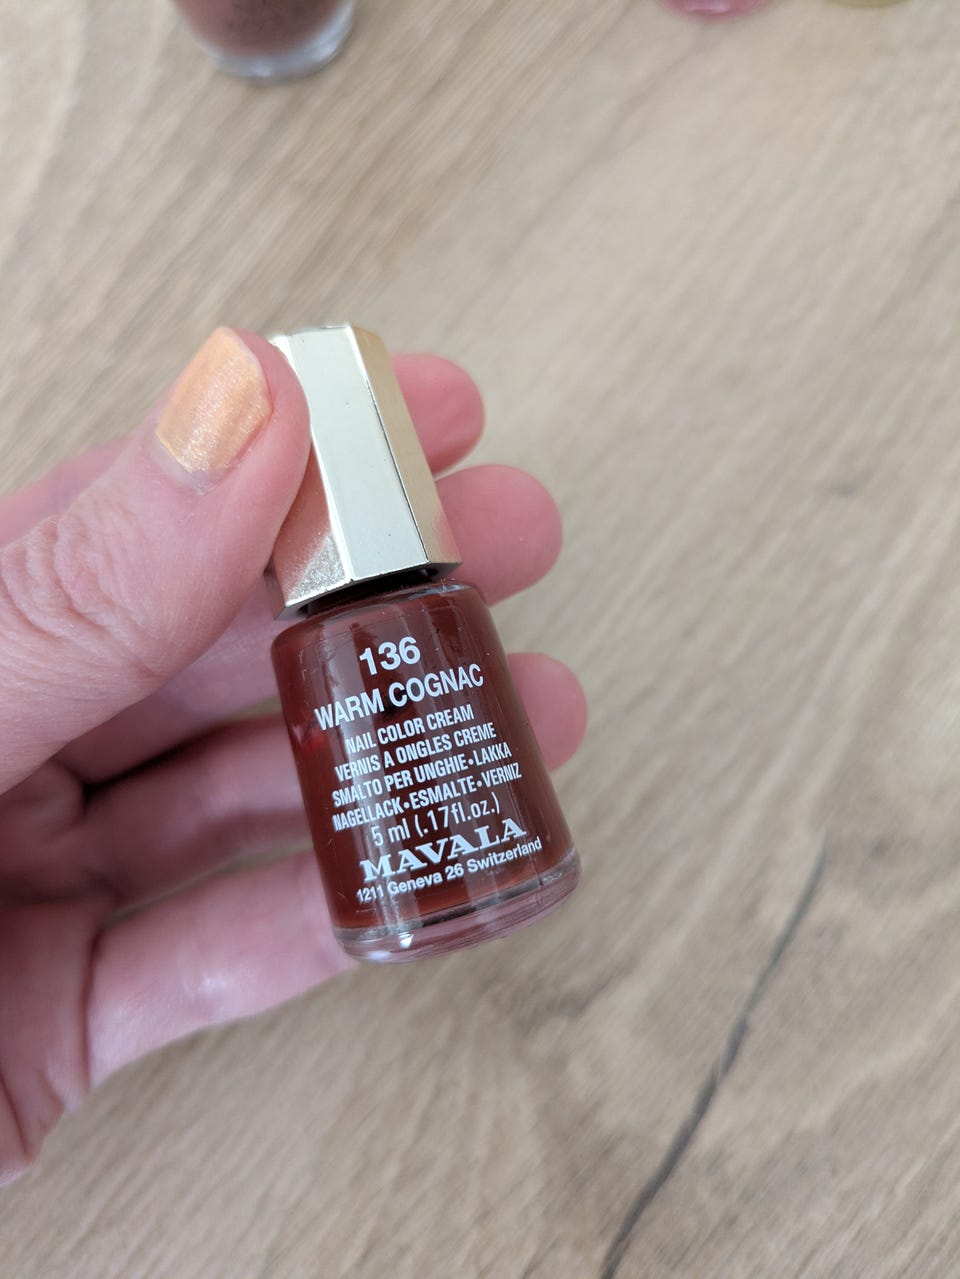 136
WARM COGNAC
NAIL COLOR CREAM
VERNIS A ONGLES CREME
SMALTO PER UNGHIE•LAKKA
NAGELLACK•ESMALTE•VERNIZ
5 ml (.17fl.oz.)
MAVALA
1211 Geneva 26 Switzerland